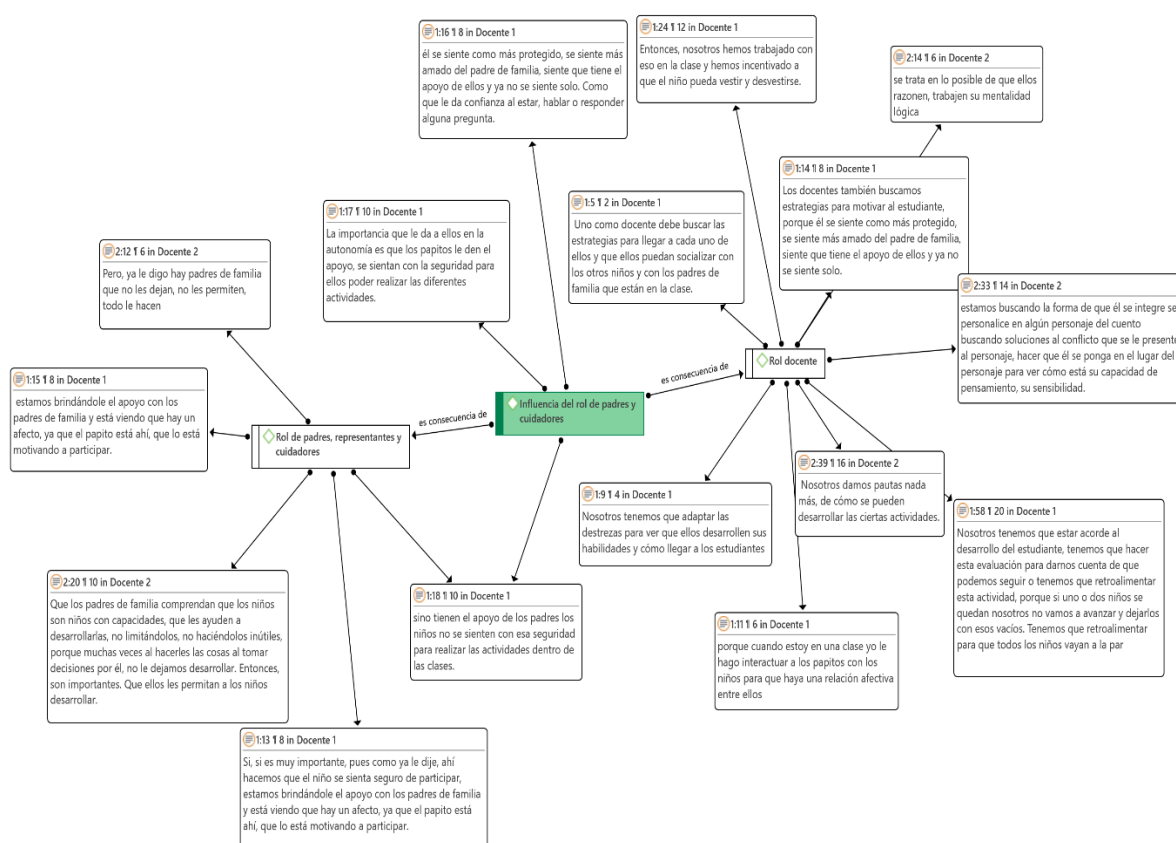 1:16 ¶ 8 in Docente 1
él se siente como más protegido, se siente más
amado del padre de familia, siente que tiene el
apoyo de ellos y ya no se siente solo. Como
que le da confianza al estar, hablar o responder
alguna pregunta.
1:24 ¶ 12 in Docente 1
Entonces, nosotros hemos trabajado con
eso en la clase y hemos incentivado a
que el niño pueda vestir y desvestirse.
2:14 ¶ 6 in Docente 2
se trata en lo posible de que ellos
razonen, trabajen su mentalidad
lógica
1:14 ¶ 8 in Docente 1
Los docentes también buscamos
estrategias para motivar al estudiante,
porque él se siente como más protegido,
se siente más amado del padre de familia,
siente que tiene el apoyo de ellos y ya no
se siente solo.
1:5 ¶ 2 in Docente 1
Uno como docente debe buscar las
estrategias para llegar a cada uno de
ellos y que ellos puedan socializar con
los otros niños y con los padres de
familia que están en la clase.
1:17 ¶ 10 in Docente 1
La importancia que le da a ellos en la
autonomía es que los papitos le den el
apoyo, se sientan con la seguridad para
ellos poder realizar las diferentes
actividades.
2:12 ¶ 6 in Docente 2
Pero, ya le digo hay padres de familia
que no les dejan, no les permiten,
todo le hacen
2:33 ¶ 14 in Docente 2
estamos buscando la forma de que él se integre se
personalice en algún personaje del cuento
buscando soluciones al conflicto que se le presente
al personaje, hacer que él se ponga en el lugar del
personaje para ver cómo está su capacidad de
pensamiento, su sensibilidad.
Rol docente
es consecuencia de
Influencia del rol de padres y
cuidadores
es consecuencia de
Rol de padres, representantes y
cuidadores
1:15 ¶ 8 in Docente 1
estamos brindándole el apoyo con los
padres de familia y está viendo que hay un
afecto, ya que el papito está ahí, que lo está
motivando a participar.
2:39 ¶ 16 in Docente 2
Nosotros damos pautas nada
más, de cómo se pueden
desarrollar las ciertas actividades.
1:9 ¶ 4 in Docente 1
Nosotros tenemos que adaptar las
destrezas para ver que ellos desarrollen sus
habilidades y cómo llegar a los estudiantes
1:58 ¶ 20 in Docente 1
Nosotros tenemos que estar acorde al
desarrollo del estudiante, tenemos que hacer
esta evaluación para darnos cuenta de que
podemos seguir o tenemos que retroalimentar
esta actividad, porque si uno o dos niños se
quedan nosotros no vamos a avanzar y dejarlos
con esos vacíos. Tenemos que retroalimentar
para que todos los niños vayan a la par
2:20 ¶ 10 in Docente 2
Que los padres de familia comprendan que los niños
son niños con capacidades, que les ayuden a
desarrollarlas, no limitándolos, no haciéndolos inútiles,
porque muchas veces al hacerles las cosas al tomar
decisiones por él, no le dejamos desarrollar. Entonces,
son importantes. Que ellos les permitan a los niños
desarrollar.
1:18 ¶ 10 in Docente 1
sino tienen el apoyo de los padres los
niños no se sienten con esa seguridad
para realizar las actividades dentro de
las clases.
1:11 ¶ 6 in Docente 1
porque cuando estoy en una clase yo le
hago interactuar a los papitos con los
niños para que haya una relación afectiva
entre ellos
1:13 ¶ 8 in Docente 1
Si, si es muy importante, pues como ya le dije, ahí
hacemos que el niño se sienta seguro de participar,
estamos brindándole el apoyo con los padres de familia
y está viendo que hay un afecto, ya que el papito está
ahí, que lo está motivando a participar.